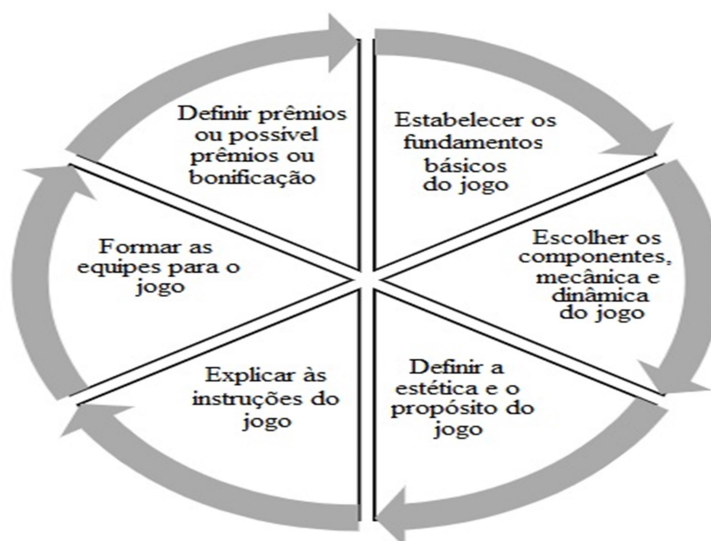 Definir prêmios
ou possível
prêmios ou
bonificação
Estabelecer os
fundamentos
básicos
do jogo
Escolher os
componentes,
mecânica e
dinâmica
do jogo
Definir a
estética e o
propósito do
jogo
Explicar às
instruções do
jogo
Formar as
equipes para o
jogo